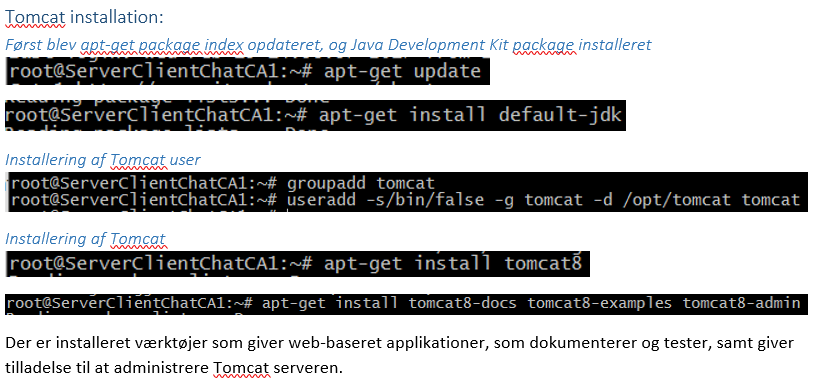 Tomcat installation:
Først blev apt-get package index opdateret, og Java Development Kit package installeret
root@ServerClientChatCA1:~# apt-get update
root@ServerClientChatCA1:~# apt-get install default-jdk
Installering af Tomcat user
root@ServerClientChatCA1:~# groupadd tomcat
root@ServerClientChatCA1:~# useradd -s/bin/false -g tomcat -d /opt/tomcat tomcat
Installering af Tomcat
root@ServerClientChatCA1:~# apt-get install tomcat8
root@ServerClientChatCA1:~# apt-get install tomcat8-docs tomcat8-examples tomcat8-admin
Der er installeret værktøjer som giver web-baseret applikationer, som dokumenterer og tester, samt giver
tilladelse til at administrere Tomcat serveren.